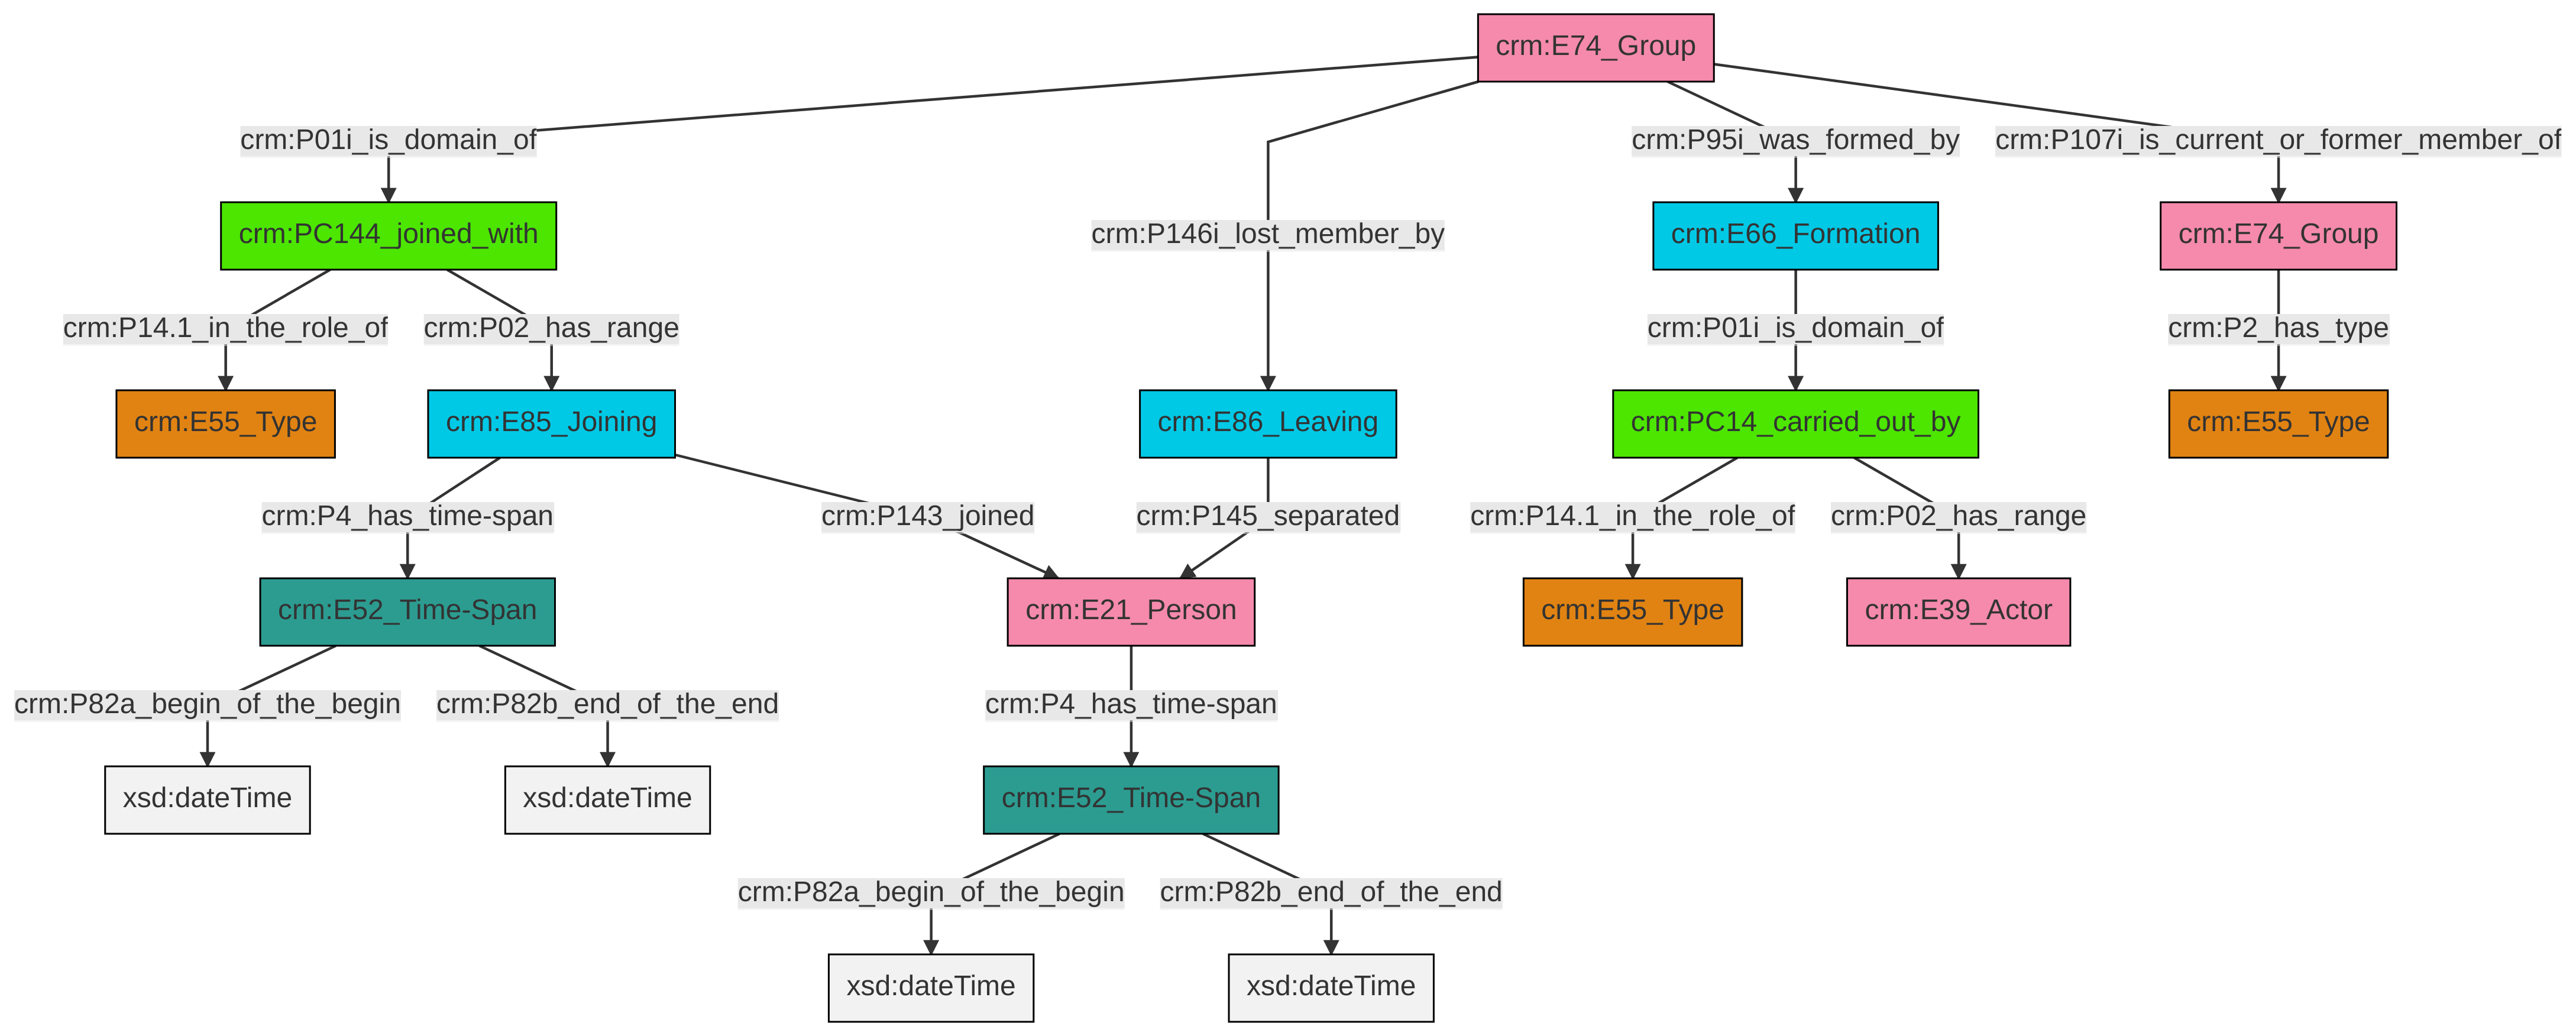 crm:E74_Group
crm:P01i_is_domain_of
crm:P95i_was_formed_by
crm:P107i_is_current_or_former_member_of
crm:PC144_joined_with
crm:P146i_lost_member_by
crm:E66_Formation
crm:E74_Group
crm:P14.1_in_the_role_of
crm:P02_has_range
crm:P01i_is_domain_of
crm:P2_has_type
crm:E55_Type
crm:E85_Joining
crm:E86_Leaving
crm:PC14_carried_out_by
crm:E55_Type
crm:P4_has_time-span
crm:P143_joined
crm:P145_separated
crm:P14.1_in_the_role_of
crm:P02_has_range
crm:E52_Time-Span
crm:E21_Person
crm:E55_Type
crm:E39_Actor
crm:P82a_begin_of_the_begin
crm:P82b_end_of_the_end
crm:P4_has_time-span
xsd:dateTime
xsd:dateTime
crm:E52_Time-Span
crm:P82a_begin_of_the_begin
crm:P82b_end_of_the_end
xsd:dateTime
xsd:dateTime